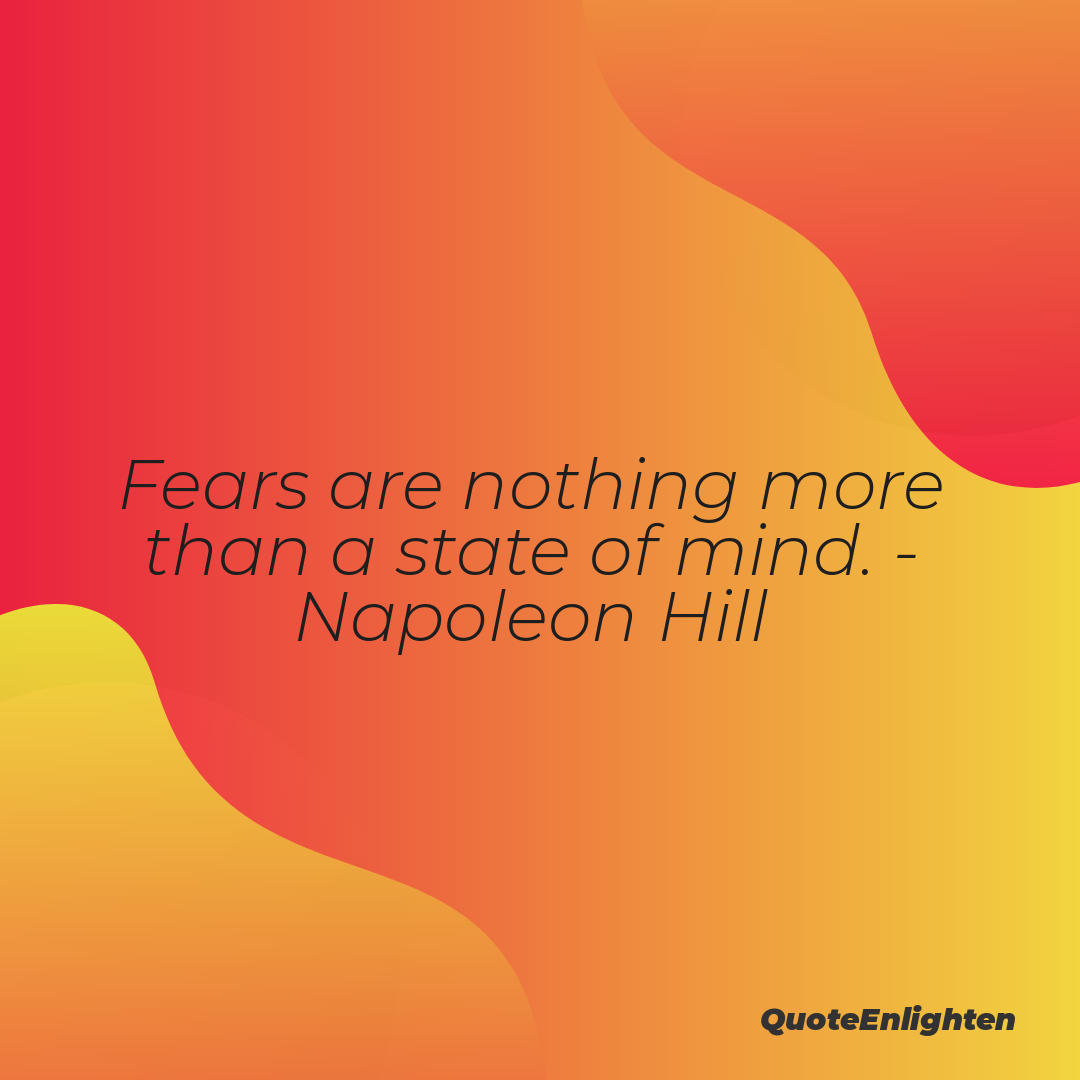 Fears are nothing more
than a state of mind. -
Napoleon Hill
QuoteEnlighten